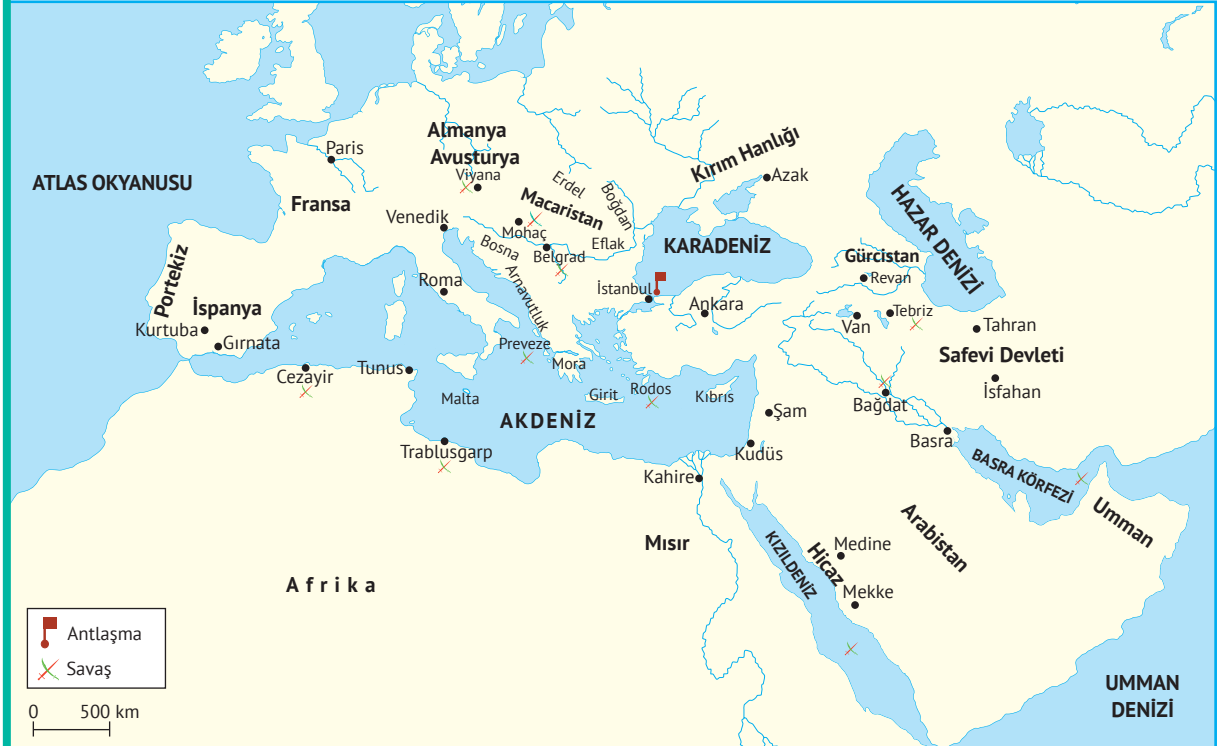 Almanya
Avusturya
Viyana
Paris
ATLAS OKYANUSU
Fransa
Kırım Hanlığı
Azak
Erdel
Boğdan
Macaristan
Mohaç
Eflak
Venedik
Bosna
Belgrad
KARADENİZ
HAZAR DENİZİ
Gürcistan
Revan
Portekiz
İspanya
Kurtuba
Gırnata
Roma
Arnavutluk
İstanbul
Ankara
Van
Tebriz
Tahran
Safevi Devleti
İsfahan
Preveze
Mora
Cezayir
Tunus
Malta
Girit
Rodos
Kıbrıs
AKDENİZ
Şam
Bağdat
Basra
Trablusgarp
Kudüs
Kahire
BASRA KÖRFEZİ
Umman
Mısır
Arabistan
KIZILDENİZ
Hicaz
Medine
Mekke
Afrika
Antlaşma
Savaş
0 500 km
UMMAN
DENİZİ